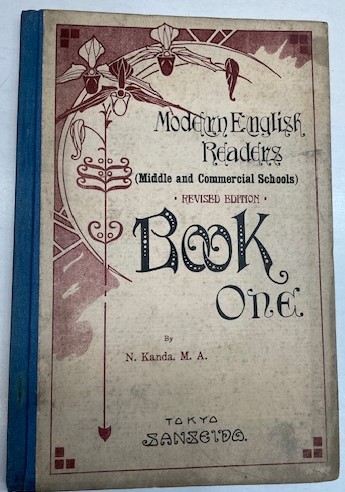 Modern English
Readers
(Middle and Commercial Schools)
· REVISED EDITION ·
BOOK
ONE.
By
N. Kanda. M. A.
TOKYO
SANSEIDO.